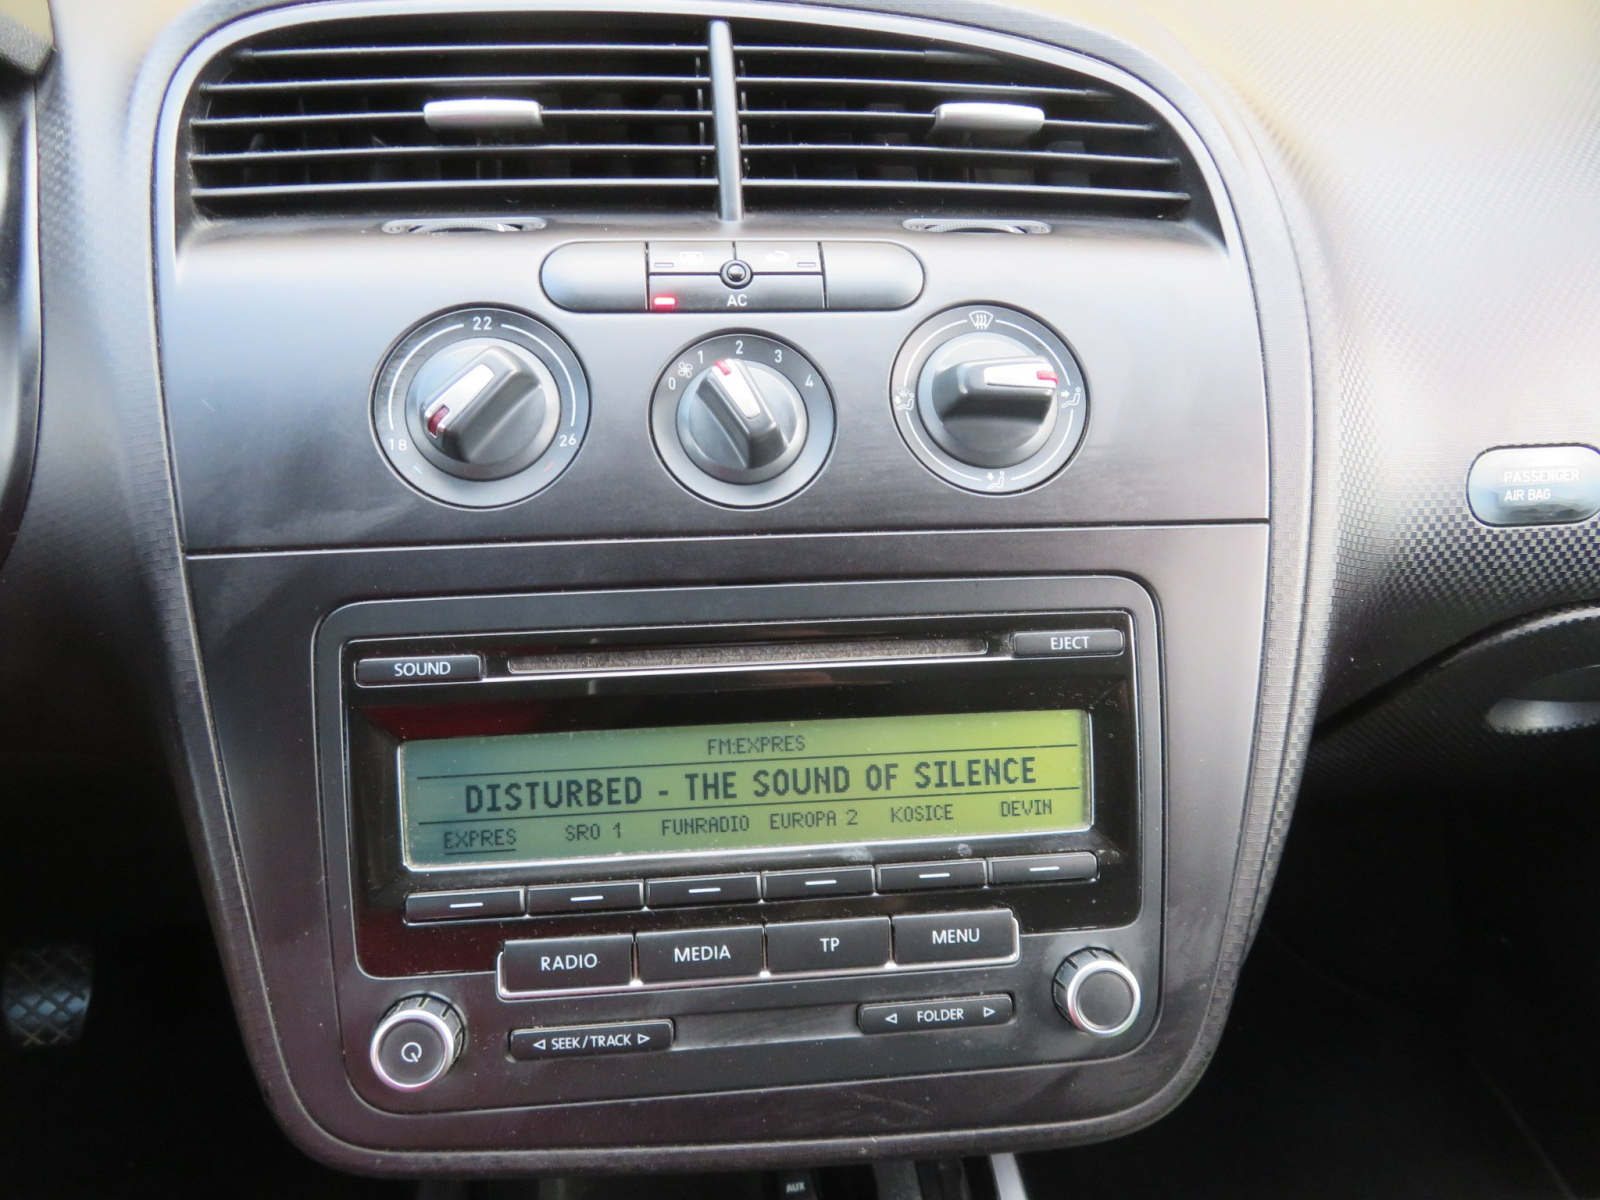 AC
22
18
26
0 1 2 3 4
PASSENGER
AIR BAG
SOUND
EJECT
FM:EXPRES
DISTURBED - THE SOUND OF SILENCE
EXPRES SRO 1 FUNRADIO EUROPA 2 KOSICE DEVIN
RADIO MEDIA TP MENU
SEEK/TRACK
FOLDER
AUX